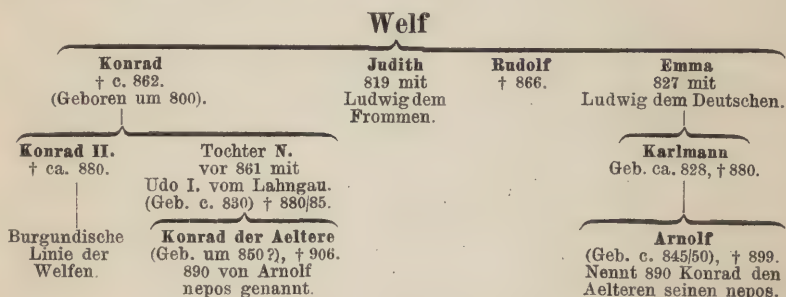 Welf
Konrad
† c. 862.
(Geboren um 800).
Judith
819 mit
Ludwig dem
Frommen.
Rudolf
† 866.
Emma
827 mit
Ludwig dem Deutschen.
Konrad II.
† ca. 880.
Tochter N.
vor 861 mit
Udo I. vom Lahngau.
(Geb. c. 830) † 880/85.
Karlmann
Geb. ca. 828, † 880.
Burgundische
Linie der
Welfen.
Konrad der Aeltere
(Geb. um 850?), † 906.
890 von Arnolf
nepos genannt.
Arnolf
(Geb. c. 845/50), † 899.
Nennt 890 Konrad den
Aelteren seinen nepos.